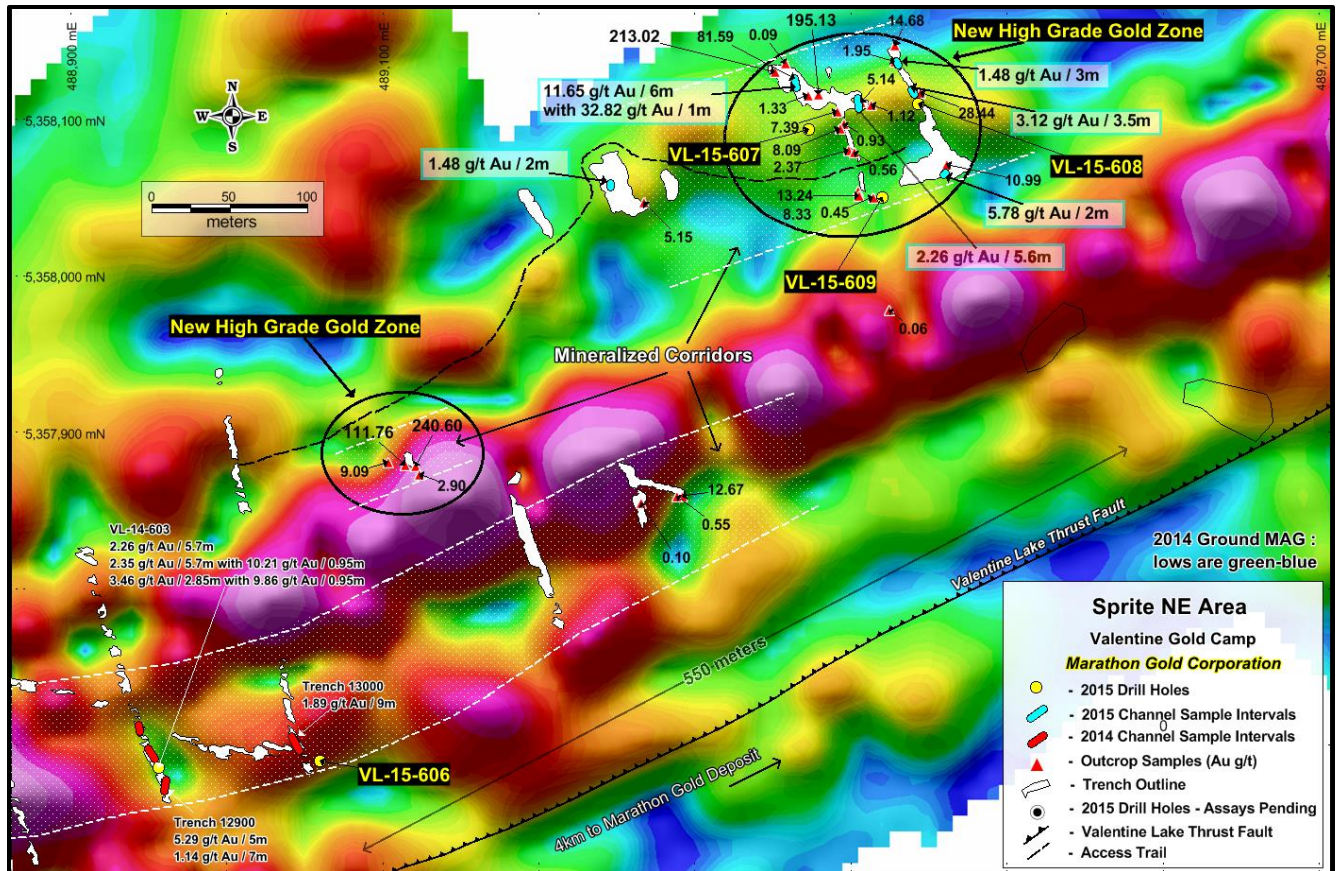 488,900 mE
489,100 mE
489,700 mE
5,358,100 mN
5,358,000 mN
5,357,900 mN
N
W
E
S
0
50
100
meters
213.02
81.59
0.09
195.13
14.68
1.95
New High Grade Gold Zone
11.65 g/t Au / 6m
with 32.82 g/t Au / 1m
5.14
1.48 g/t Au / 3m
1.33
1.12
28.44
3.12 g/t Au / 3.5m
7.39
8.09
0.93
VL-15-607
2.37
0.56
VL-15-608
1.48 g/t Au / 2m
10.99
13.24
8.33
0.45
5.78 g/t Au / 2m
5.15
2.26 g/t Au / 5.6m
VL-15-609
0.06
New High Grade Gold Zone
Mineralized Corridors
111.76
240.60
9.09
2.90
12.67
0.55
0.10
VL-14-603
2.26 g/t Au / 5.7m
2.35 g/t Au / 5.7m with 10.21 g/t Au / 0.95m
3.46 g/t Au / 2.85m with 9.86 g/t Au / 0.95m
Trench 13000
1.89 g/t Au / 9m
VL-15-606
Trench 12900
5.29 g/t Au / 5m
1.14 g/t Au / 7m
550 meters
4km to Marathon Gold Deposit
Valentine Lake Thrust Fault
2014 Ground MAG :
lows are green-blue
Sprite NE Area
Valentine Gold Camp
Marathon Gold Corporation
- 2015 Drill Holes
- 2015 Channel Sample Intervals
- 2014 Channel Sample Intervals
- Outcrop Samples (Au g/t)
- Trench Outline
- 2015 Drill Holes - Assays Pending
- Valentine Lake Thrust Fault
- Access Trail